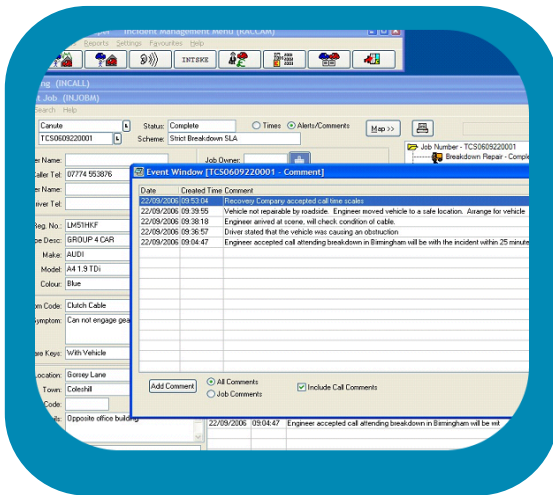 Incident Management Menu (RACCAM)
Reports Settings Favourites Help
INTSKE
ng (INCALL)
t Job (INJOBM)
Search Help
Canute L Status: Complete Times Alerts/Comments Map >>
TCS0609220001 L Scheme: Strict Breakdown SLA
Job Number - TCS0609220001
Breakdown Repair - Comple
er Name: Job Owner:
Caller Tel: 07774 553876
er Name:
river Tel:
Event Window [TCS0609220001 - Comment]
Date Created Time Comment
22/09/2006 09:53:04 Recovery Company accepted call time scales
22/09/2006 09:39:55 Vehicle not repairable by roadside. Engineer moved vehicle to a safe location. Arrange for vehicle
22/09/2006 09:38:18 Engineer arrived at scene, will check condition of cable.
22/09/2006 09:36:57 Driver stated that the vehicle was causing an obstruction
22/09/2006 09:04:47 Engineer accepted call attending breakdown in Birmingham will be with the incident within 25 minute
Reg. No.: LM51HKF
pe Desc: GROUP 4 CAR
Make: AUDI
Model: A4 1.9 TDi
Colour: Blue
om Code: Clutch Cable
Symptom: Can not engage gea
are Keys: With Vehicle
Location: Gorsey Lane
Town: Coleshill
Code:
Opposite office building
Add Comment All Comments Include Call Comments
Job Comments
22/09/2006 09:04:47 Engineer accepted call attending breakdown in Birmingham will be wit